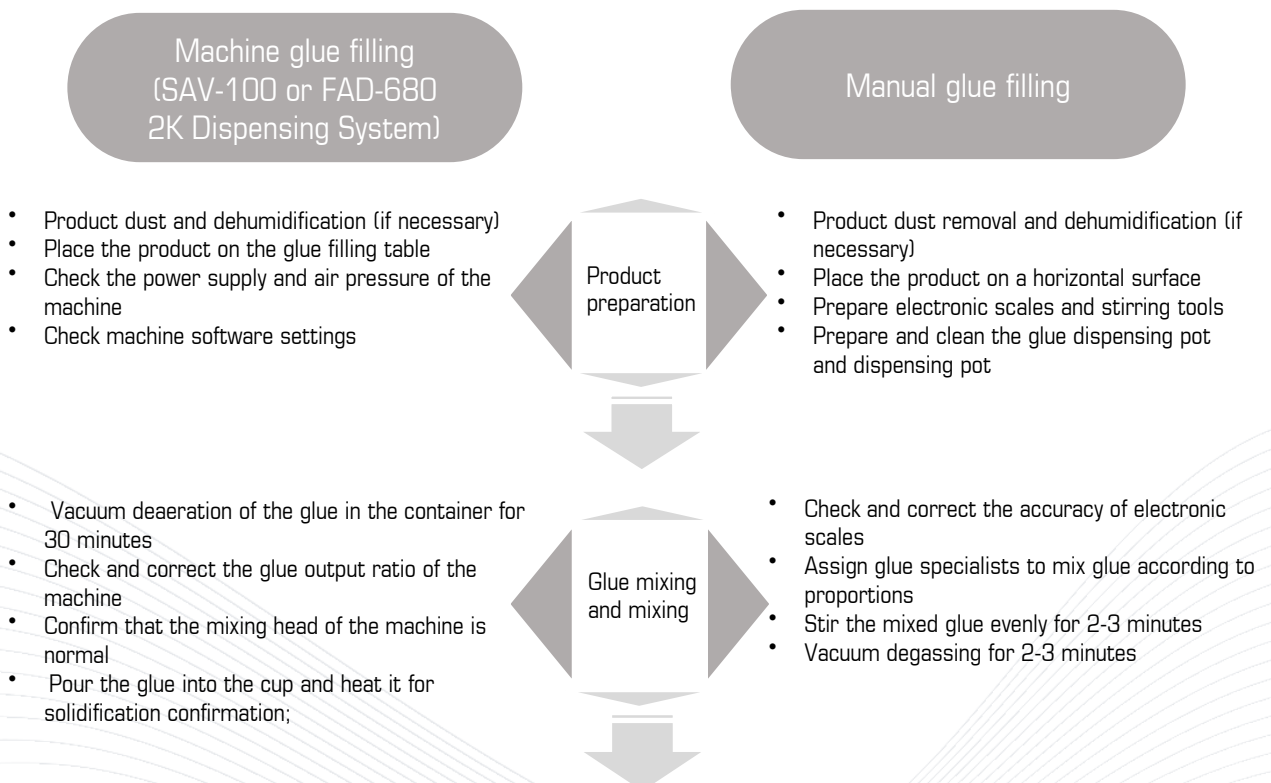 Machine glue filling
(SAV-100 or FAD-680
2K Dispensing System)
Manual glue filling
• Product dust and dehumidification (if necessary)
• Place the product on the glue filling table
• Check the power supply and air pressure of the
machine
• Check machine software settings
Product
preparation
• Product dust removal and dehumidification (if
necessary)
• Place the product on a horizontal surface
• Prepare electronic scales and stirring tools
• Prepare and clean the glue dispensing pot
and dispensing pot
• Vacuum deaeration of the glue in the container for
30 minutes
• Check and correct the glue output ratio of the
machine
• Confirm that the mixing head of the machine is
normal
• Pour the glue into the cup and heat it for
solidification confirmation;
Glue mixing
and mixing
• Check and correct the accuracy of electronic
scales
• Assign glue specialists to mix glue according to
proportions
• Stir the mixed glue evenly for 2-3 minutes
• Vacuum degassing for 2-3 minutes